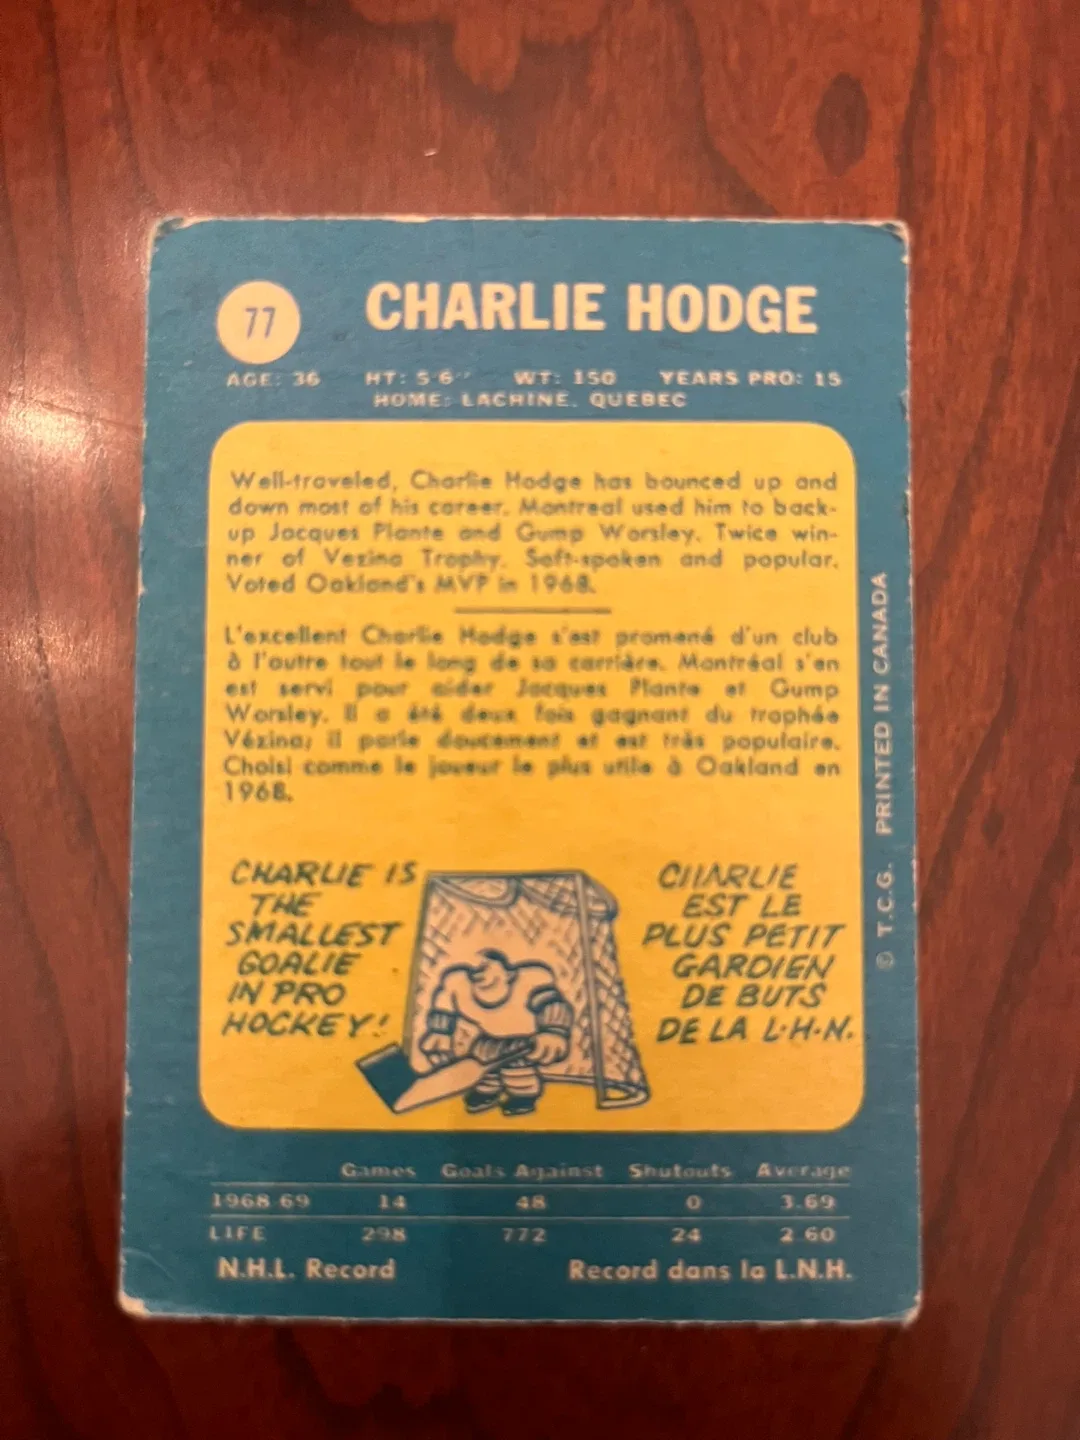 77
CHARLIE HODGE
AGE: 36 HT: 5'6" WT: 150 YEARS PRO: 15
HOME: LACHINE, QUEBEC
Well-traveled, Charlie Hodge has bounced up and
down most of his career. Montreal used him to back-
up Jacques Plante and Gump Worsley. Twice win-
ner of Vezina Trophy. Soft-spoken and popular.
Voted Oakland's MVP in 1968.
L'excellent Charlie Hodge s'est promené d'un club
à l'autre tout le long de sa carrière. Montréal s'en
est servi pour aider Jacques Plante et Gump
Worsley. Il a été deux fois gagnant du trophée
Vézina; il parle doucement et est très populaire.
Choisi comme le joueur le plus utile à Oakland en
1968.
CHARLIE IS
THE
SMALLEST
GOALIE
IN PRO
HOCKEY!
CHARLIE
EST LE
PLUS PETIT
GARDIEN
DE BUTS
DE LA L·H·N.
Games Goals Against Shutouts Average
1968-69 14 48 0 3.69
LIFE 298 772 24 2.60
N.H.L. Record Record dans la L.N.H.
© T.C.G. PRINTED IN CANADA